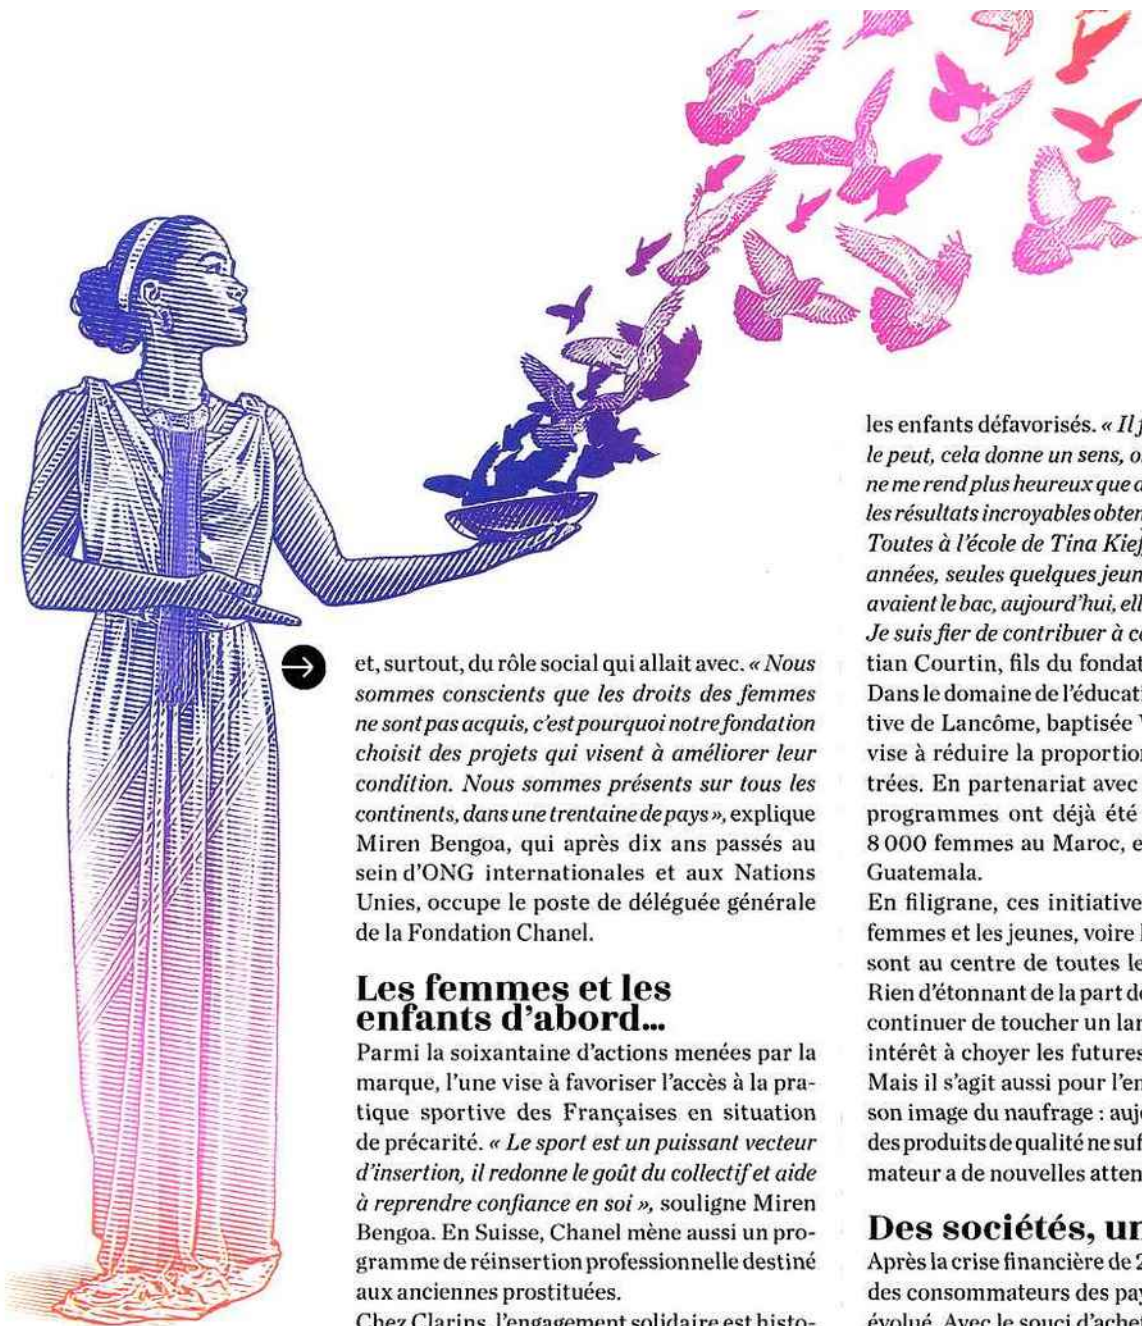 et, surtout, du rôle social qui allait avec. « Nous
sommes conscients que les droits des femmes
ne sont pas acquis, c'est pourquoi notre fondation
choisit des projets qui visent à améliorer leur
condition. Nous sommes présents sur tous les
continents, dans une trentaine de pays », explique
Miren Bengoa, qui après dix ans passés au
sein d'ONG internationales et aux Nations
Unies, occupe le poste de déléguée générale
de la Fondation Chanel.
Les femmes et les
enfants d'abord...
Parmi la soixantaine d'actions menées par la
marque, l'une vise à favoriser l'accès à la pra-
tique sportive des Françaises en situation
de précarité. « Le sport est un puissant vecteur
d'insertion, il redonne le goût du collectif et aide
à reprendre confiance en soi », souligne Miren
Bengoa. En Suisse, Chanel mène aussi un pro-
gramme de réinsertion professionnelle destiné
aux anciennes prostituées.
Chez Clarins, l'engagement solidaire est histo-
les enfants défavorisés. « Il
le peut, cela donne un sens,
ne me rend plus heureux que
les résultats incroyables
Toutes à l'école de Tina
années, seules quelques
avaient le bac, aujourd'hui,
Je suis fier de contribuer à
tian Courtin, fils du
Dans le domaine de
tive de Lancôme, baptisée
vise à réduire la
trées. En partenariat avec
programmes ont déjà été
8 000 femmes au Maroc,
Guatemala.
En filigrane, ces
femmes et les jeunes, voire
sont au centre de toutes
Rien d'étonnant de la part
continuer de toucher un
intérêt à choyer les futures
Mais il s'agit aussi pour
son image du naufrage :
des produits de qualité ne
mateur a de nouvelles
Des sociétés,
Après la crise financière de
des consommateurs des
évolué. Avec le souci